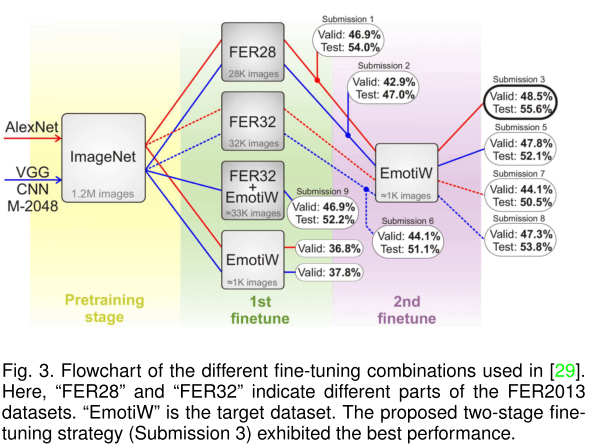 Submission 1
Valid: 46.9%
Test: 54.0%
FER28
28K images
Submission 2
Valid: 42.9%
Test: 47.0%
Submission 3
Valid: 48.5%
Test: 55.6%
AlexNet
VGG
CNN
M-2048
ImageNet
1.2M images
FER32
32K images
EmotiW
≈1K images
Submission 5
Valid: 47.8%
Test: 52.1%
FER32
+
EmotiW
≈33K images
Submission 9
Valid: 46.9%
Test: 52.2%
Submission 7
Valid: 44.1%
Test: 50.5%
Submission 6
Valid: 44.1%
Test: 51.1%
Submission 8
Valid: 47.3%
Test: 53.8%
EmotiW
≈1K images
Valid: 36.8%
Valid: 37.8%
Pretraining
stage
1st
finetune
2nd
finetune
Fig. 3. Flowchart of the different fine-tuning combinations used in [29].
Here, “FER28” and “FER32” indicate different parts of the FER2013
datasets. “EmotiW” is the target dataset. The proposed two-stage fine-
tuning strategy (Submission 3) exhibited the best performance.